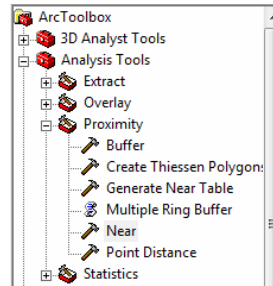 ArcToolbox
3D Analyst Tools
Analysis Tools
Extract
Overlay
Proximity
Buffer
Create Thiessen Polygons
Generate Near Table
Multiple Ring Buffer
Near
Point Distance
Statistics